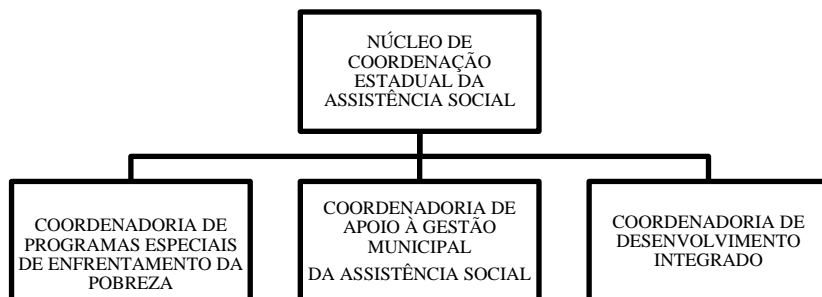 NÚCLEO DE
COORDENAÇÃO
ESTADUAL DA
ASSISTÊNCIA SOCIAL
COORDENADORIA DE
PROGRAMAS ESPECIAIS
DE ENFRENTAMENTO DA
POBREZA
COORDENADORIA DE
APOIO À GESTÃO
MUNICIPAL
DA ASSISTÊNCIA SOCIAL
COORDENADORIA DE
DESENVOLVIMENTO
INTEGRADO